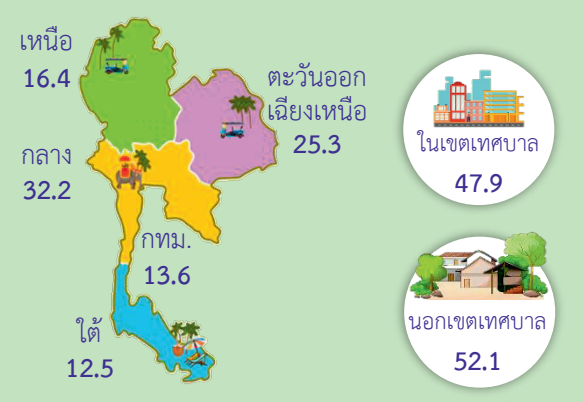 เหนือ
16.4
ตะวันออก
เฉียงเหนือ
25.3
กลาง
32.2
กทม.
13.6
ใต้
12.5
ในเขตเทศบาล
47.9
นอกเขตเทศบาล
52.1